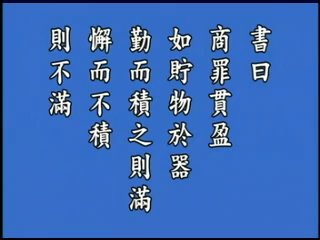 書曰
商罪貫盈
如貯物於器
勤而積之則滿
懈而不積
則不滿